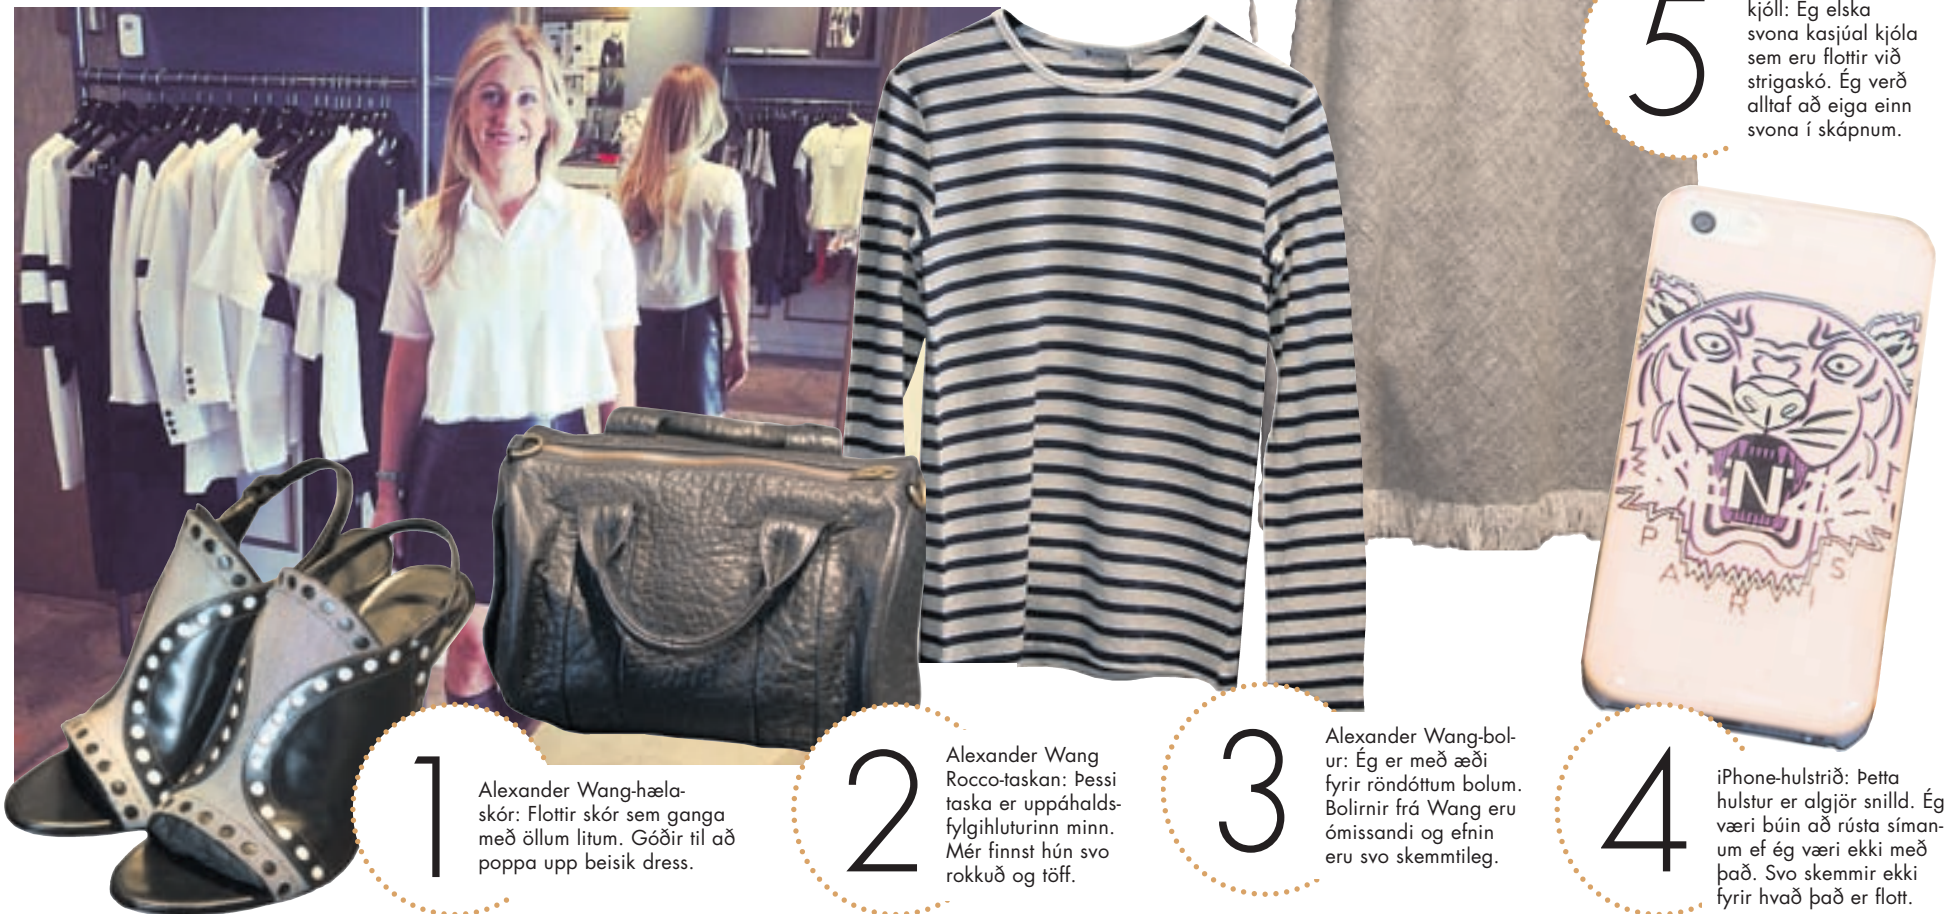 1
Alexander Wang-hæla-
skór: Flottir skór sem ganga
með öllum litum. Góðir til að
poppa upp beisik dress.
2
Alexander Wang
Rocco-taskan: Þessi
taska er uppáhalds-
fylgihluturinn minn.
Mér finnst hún svo
rokkuð og töff.
3
Alexander Wang-bol-
ur: Ég er með æði
fyrir röndóttum bolum.
Bolirnir frá Wang eru
ómissandi og efnin
eru svo skemmtileg.
4
iPhone-hulstrið: Þetta
hulstur er algjör snilld. Ég
væri búin að rústa síman-
um ef ég væri ekki með
það. Svo skemmir ekki
fyrir hvað það er flott.
5
kjóll: Ég elska
svona kasjúal kjóla
sem eru flottir við
strigaskó. Ég verð
alltaf að eiga einn
svona í skápnum.
N
PARIS